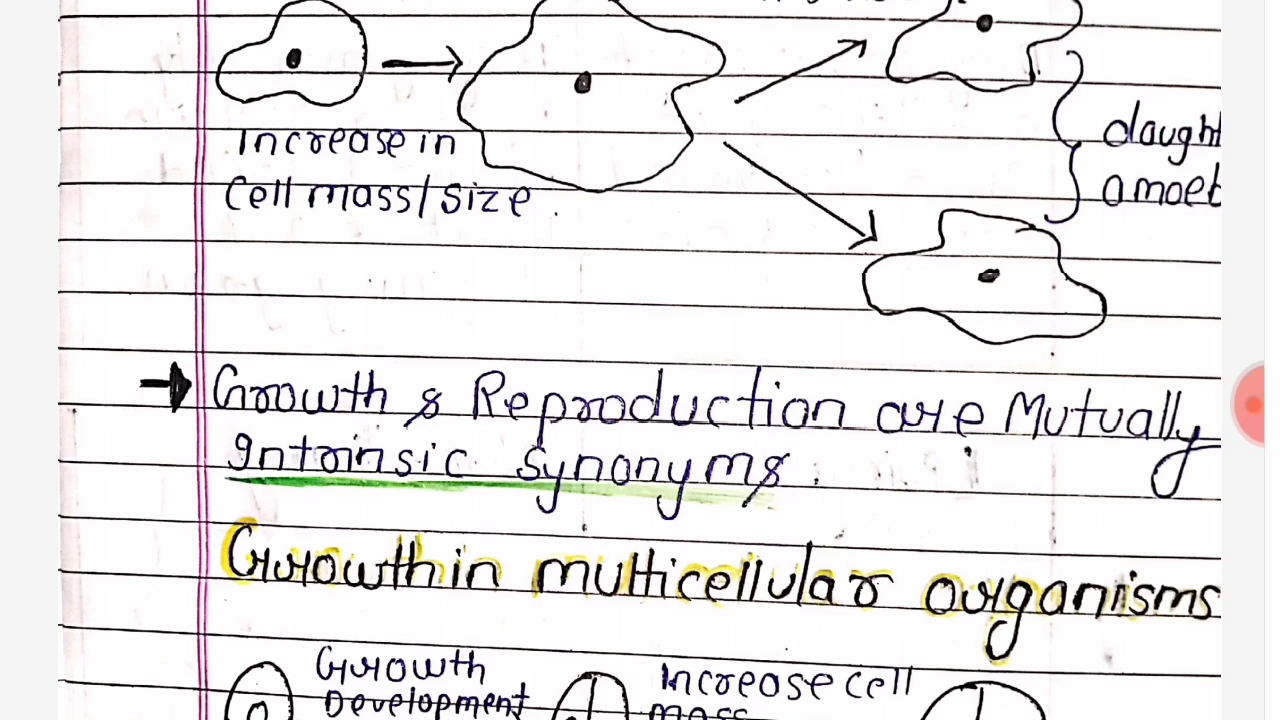 Increase in
Cell mass/size.
daught
amoeb
→ Growth & Reproduction are Mutually
Intrinsic Synonyms.
Growth in multicellular organisms
Growth
Development
Increase cell
mass